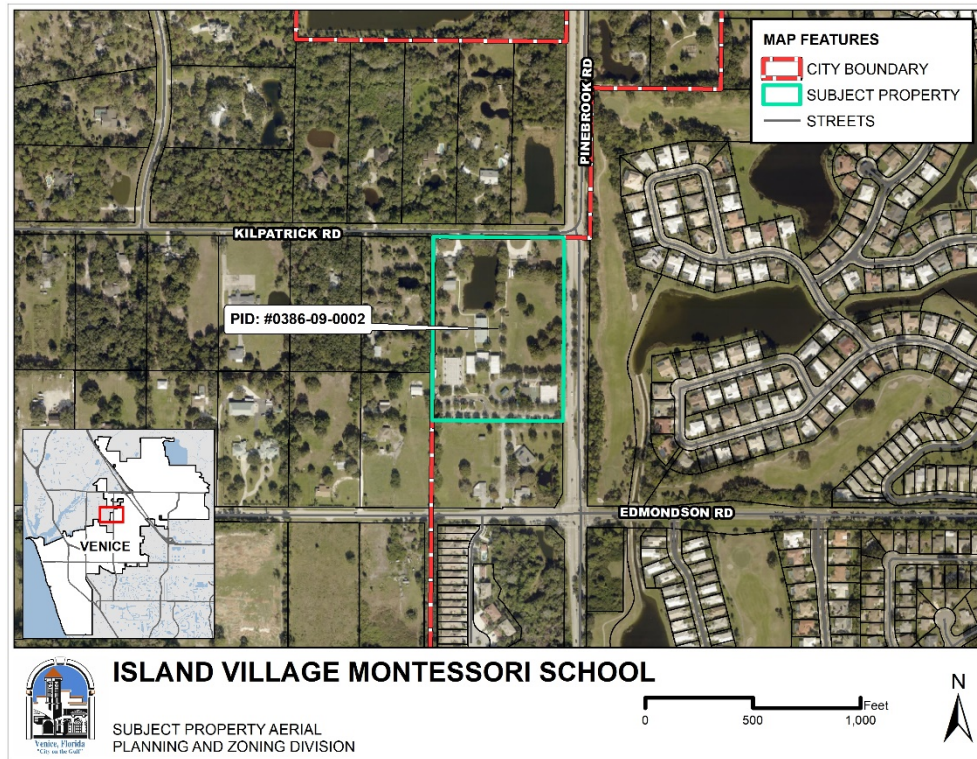 MAP FEATURES
CITY BOUNDARY
SUBJECT PROPERTY
STREETS
PINEBROOK RD
KILPATRICK RD
PID: #0386-09-0002
EDMONDSON RD
VENICE
ISLAND VILLAGE MONTESSORI SCHOOL
SUBJECT PROPERTY AERIAL
PLANNING AND ZONING DIVISION
Venice, Florida
"City on the Gulf"
Feet
0 500 1,000
N